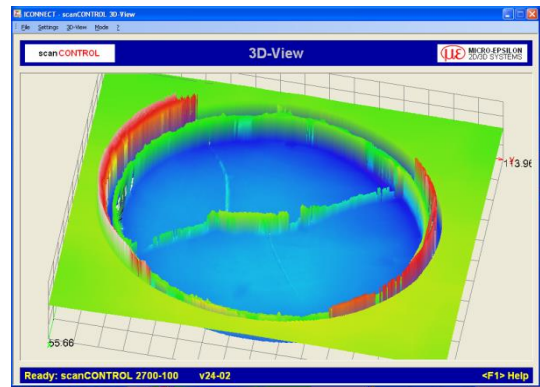 ICONNECT - scanCONTROL 3D-View
File Settings 3D-View Mode ?
scanCONTROL
3D-View
MICRO-EPSILON
2D/3D SYSTEMS
113.96
55.66
Ready: scanCONTROL 2700-100 v24-02 <F1> Help